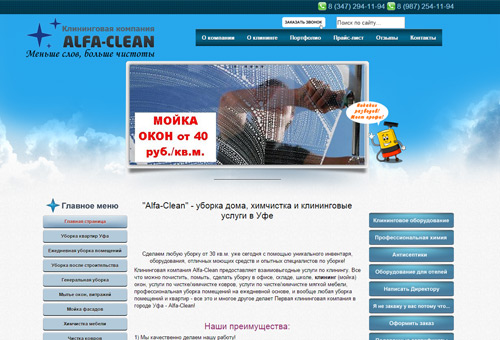 8 (347) 294-11-94 8 (987) 254-11-94
Клининговая компания
ALFA-CLEAN
Меньше слов, больше чистоты
ЗАКАЗАТЬ ЗВОНОК
Поиск по сайту...
О компании О клининге Портфолио Прайс-лист Отзывы Контакты
МОЙКА
ОКОН от 40
руб./кв.м.
Никаких
разводов!
Главное меню
Главная страница
Уборка квартир Уфа
Ежедневная уборка помещений
Уборка после строительства
Генеральная уборка
Мытье окон, витражей
Мойка фасадов
Химчистка мебели
Чистка ковров
"Alfa-Clean" - уборка дома, химчистка и клининговые
услуги в Уфе
Сделаем любую уборку от 30 кв.м. уже сегодня с помощью уникального инвентаря,
оборудования, отличных моющих средств и опытных специалистов по уборке!
Клининговая компания Alfa-Clean предоставляет взаимовыгодные услуги по клинингу. Все
что можно почистить, помыть, сделать уборку в офисе, складе, школе, клининг (мойка)
окон, услуги по чистке/химчистке ковров, услуги по чистке/химчистке мягкой мебели,
профессиональная уборка помещений на ежедневной основе, и вообще любая уборка
помещений и квартир - все это и многое другое делает Первая клининговая компания в
городе Уфа - Alfa-Clean!
Наши преимущества:
1) Мы качественно делаем нашу работу!
Клининговое оборудование
Профессиональная химия
Антисептики
Оборудование для отелей
Написать Директору
Я не закажу у вас потому что...
Оформить заказ